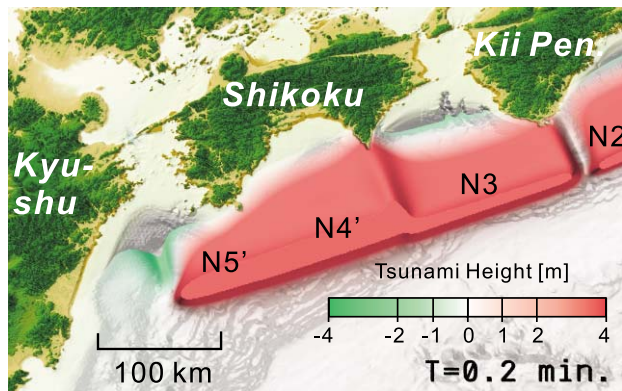 Kii Pen.
Shikoku
Kyu-
shu
N2
N3
N4’
N5’
Tsunami Height [m]
-4 -2 -1 0 1 2 4
100 km
T=0.2 min.